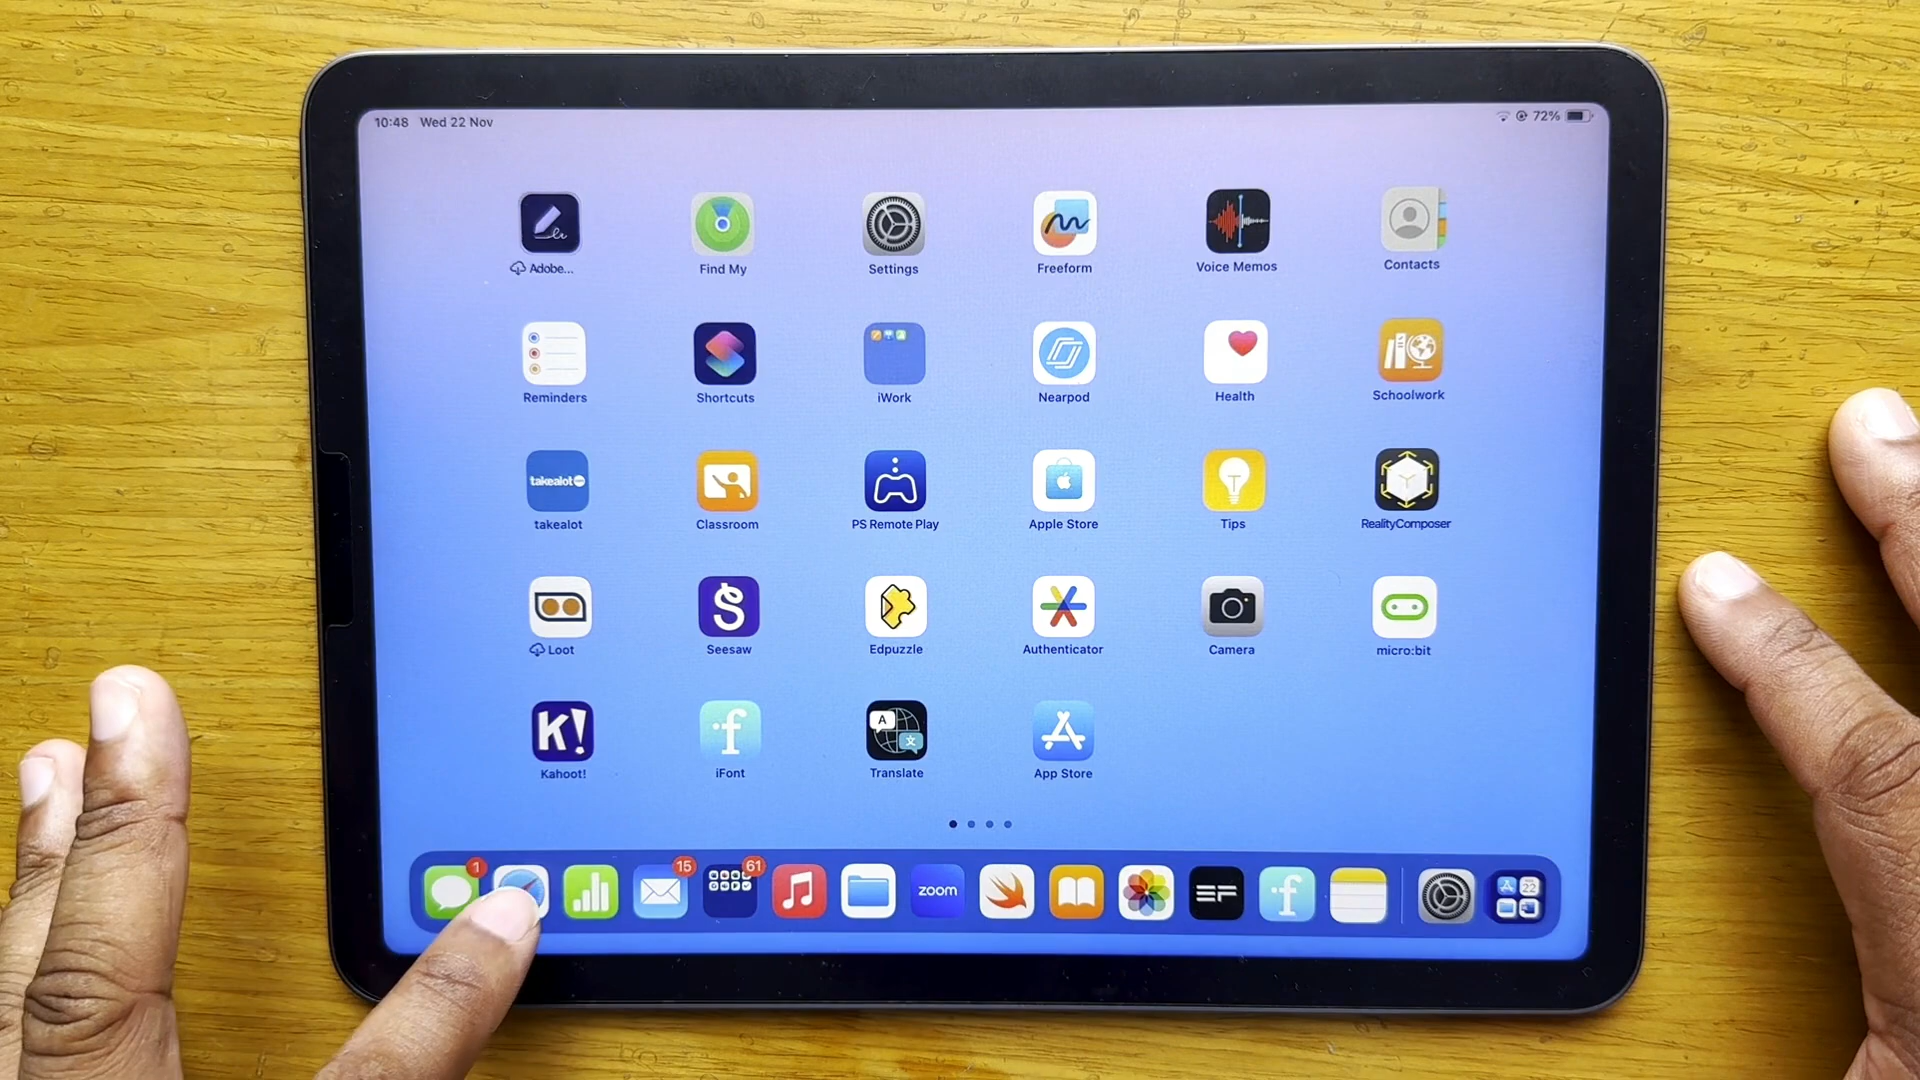 10:48 Wed 22 Nov
72%
Adobe...
Find My
Settings
Freeform
Voice Memos
Contacts
Reminders
Shortcuts
iWork
Nearpod
Health
Schoolwork
takealot
takealot
Classroom
PS Remote Play
Apple Store
Tips
RealityComposer
Loot
S
Seesaw
Edpuzzle
Authenticator
Camera
micro:bit
K!
Kahoot!
f
iFont
A 文
Translate
App Store
1
15
61
zoom
f
22